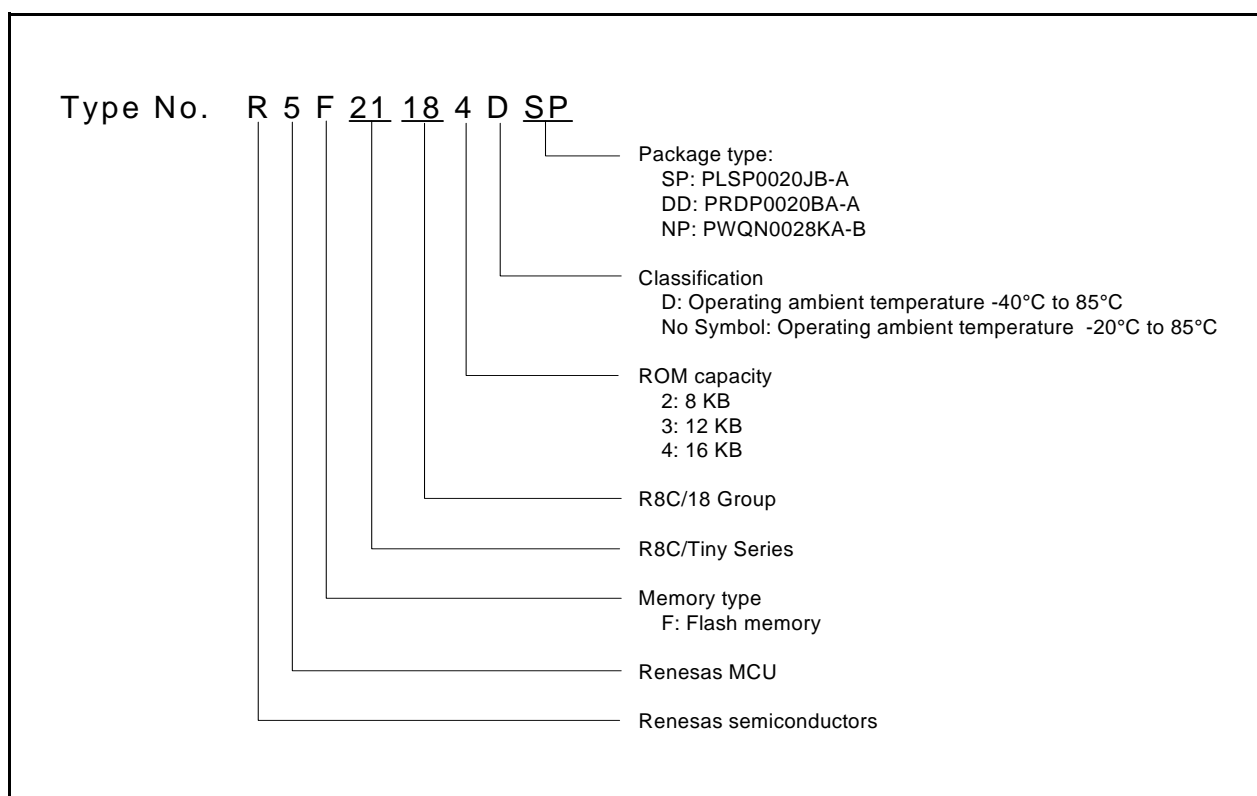 Type No. R 5 F 21 18 4 D SP
Package type:
SP: PLSP0020JB-A
DD: PRDP0020BA-A
NP: PWQN0028KA-B
Classification
D: Operating ambient temperature -40°C to 85°C
No Symbol: Operating ambient temperature -20°C to 85°C
ROM capacity
2: 8 KB
3: 12 KB
4: 16 KB
R8C/18 Group
R8C/Tiny Series
Memory type
F: Flash memory
Renesas MCU
Renesas semiconductors